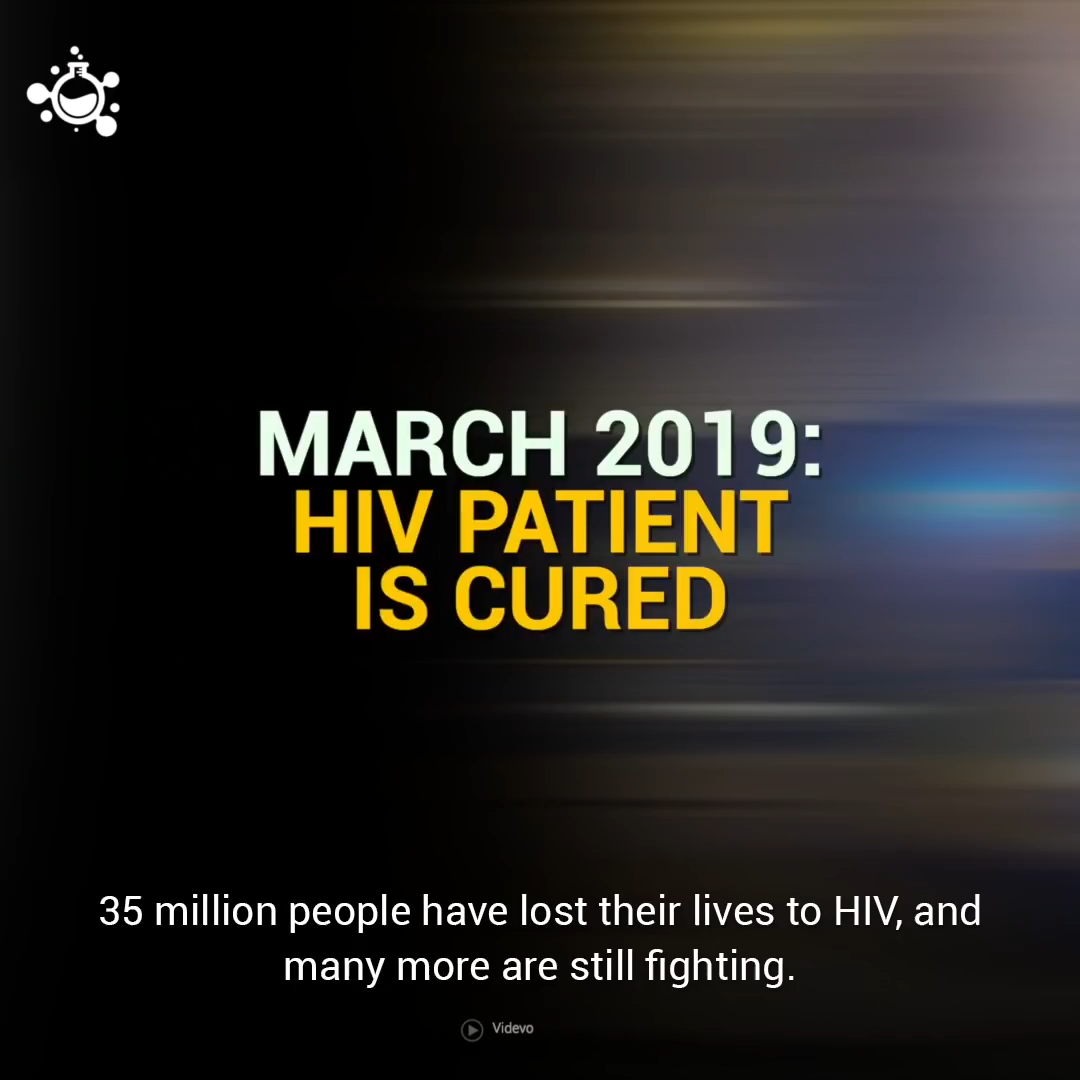 MARCH 2019:
HIV PATIENT
IS CURED
35 million people have lost their lives to HIV, and
many more are still fighting.
Videvo